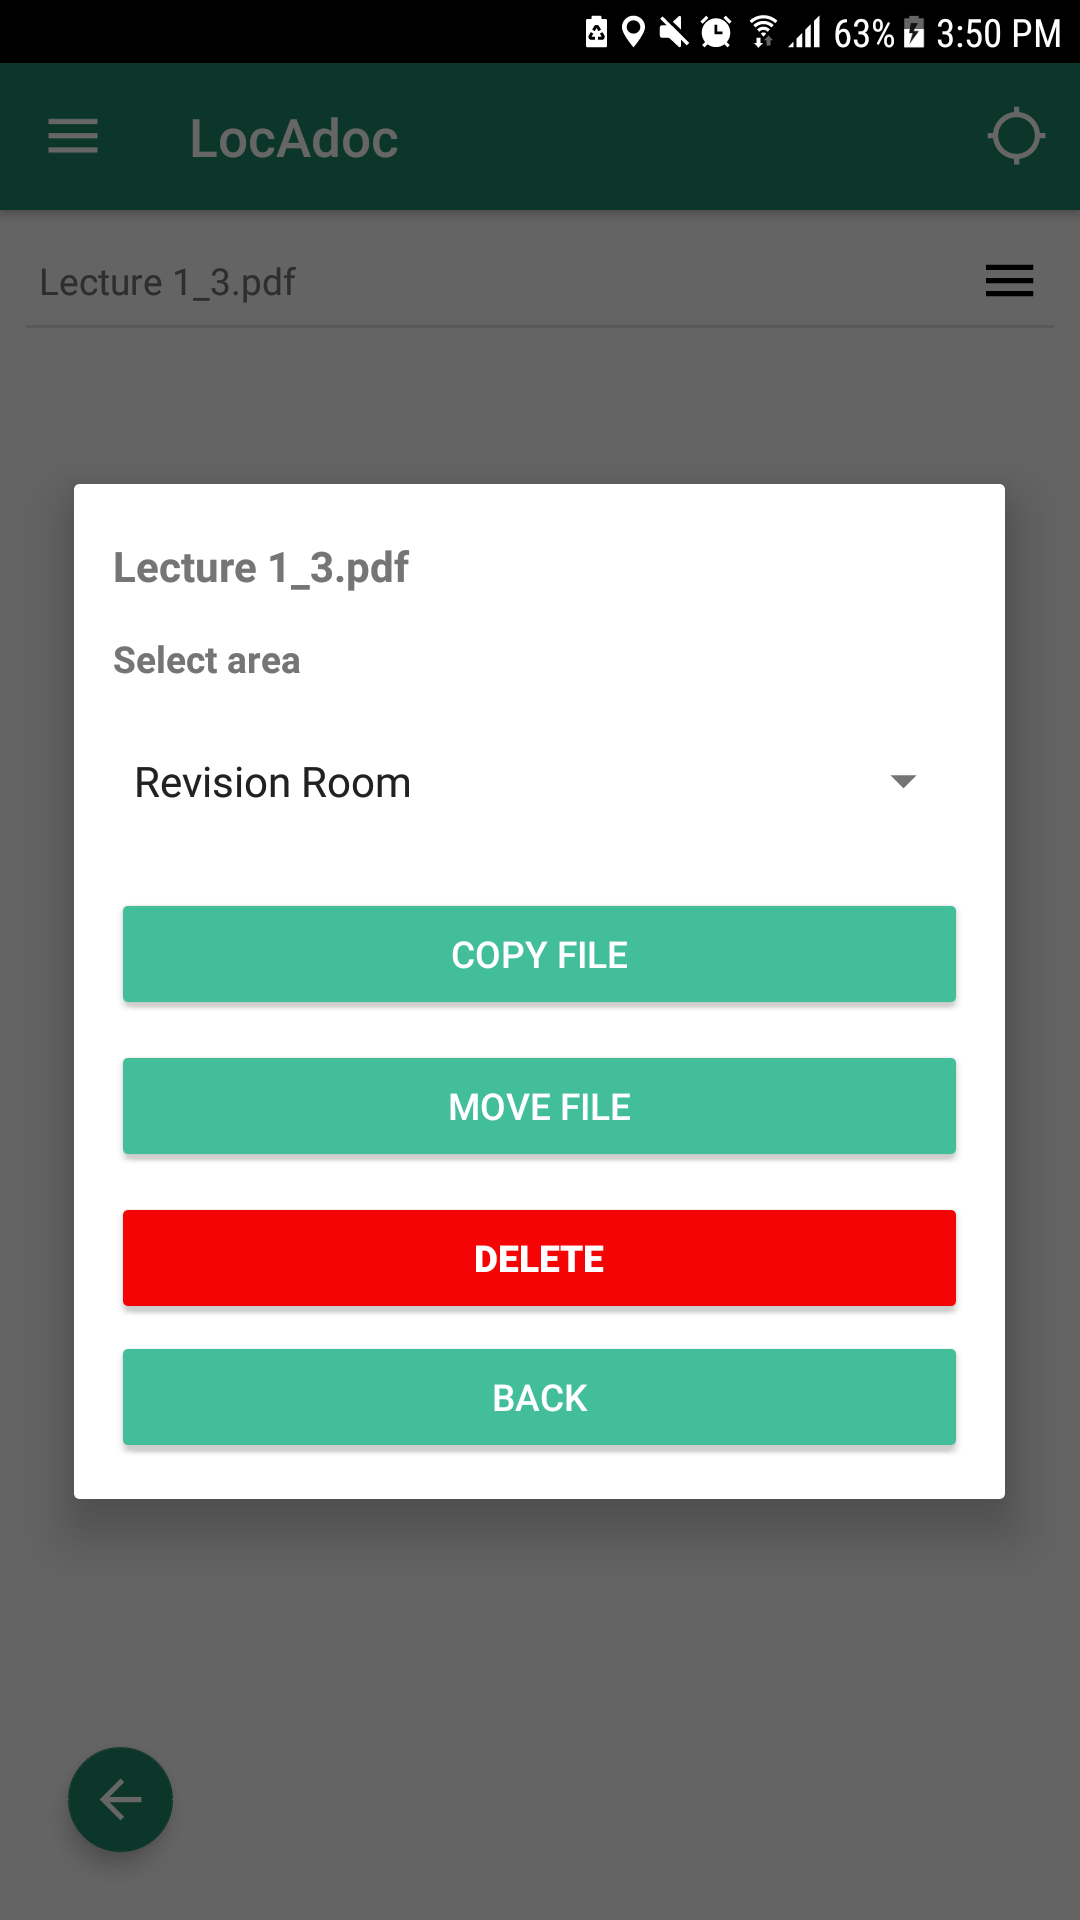 63% 3:50 PM
LocAdoc
Lecture 1_3.pdf
Lecture 1_3.pdf
Select area
Revision Room
COPY FILE
MOVE FILE
DELETE
BACK